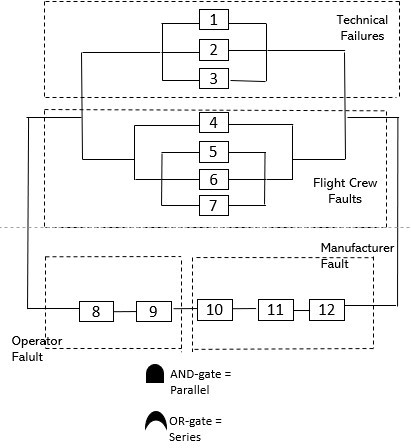 1
Technical
Failures
2
3
4
5
6
Flight Crew
Faults
7
Manufacturer
Fault
8
9
10
11
12
Operator
Falult
AND-gate =
Parallel
OR-gate =
Series